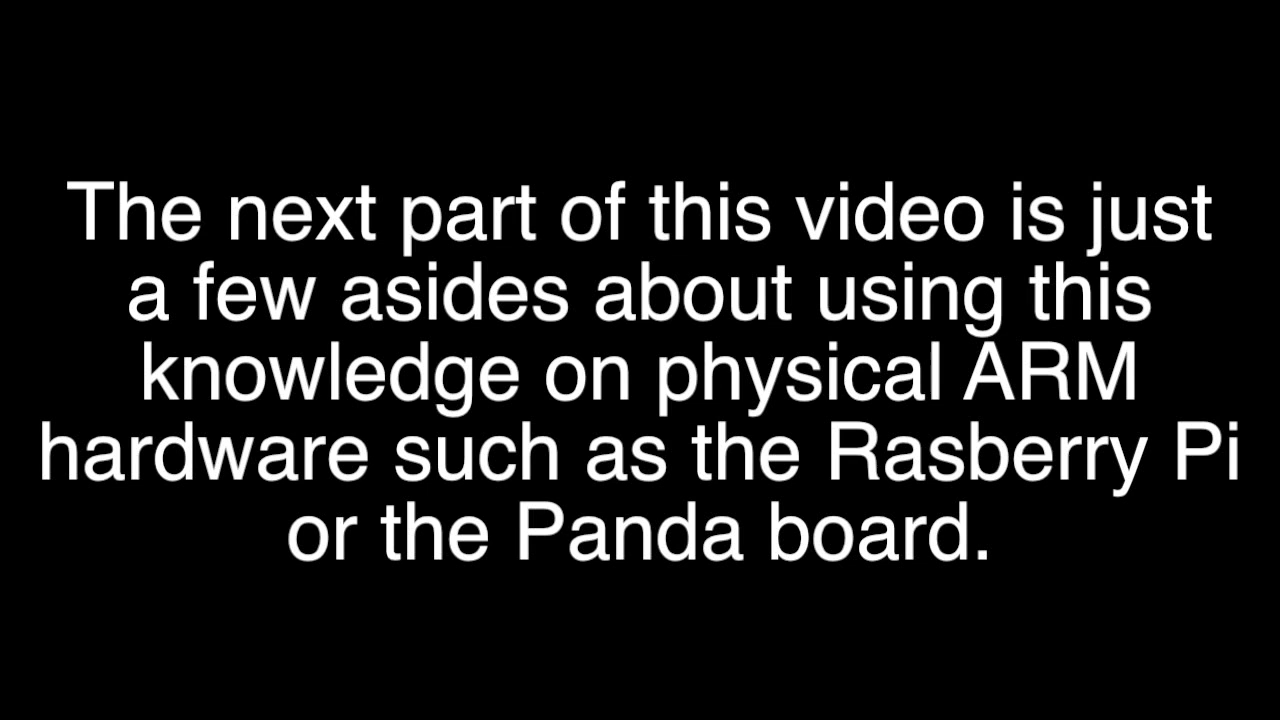 The next part of this video is just
a few asides about using this
knowledge on physical ARM
hardware such as the Rasberry Pi
or the Panda board.